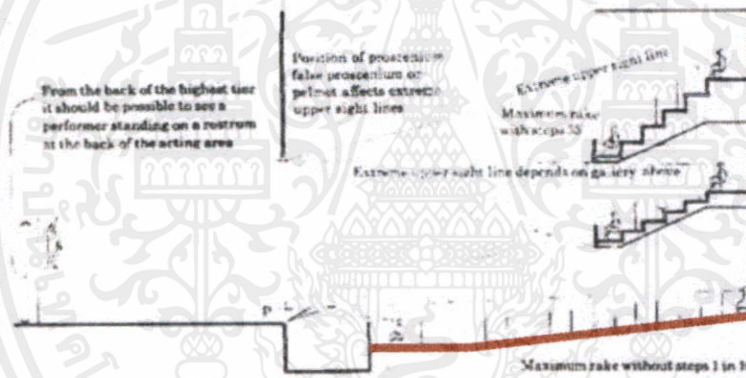 From the back of the highest tier
it should be possible to see a
performer standing on a rostrum
at the back of the acting area
Position of proscenium
false proscenium or
pelmet affects extreme
upper sight lines
Extreme upper sight line
Maximum rake
with steps 35
Extreme upper sight line depends on gallery above
P
Maximum rake without steps 1 in 1